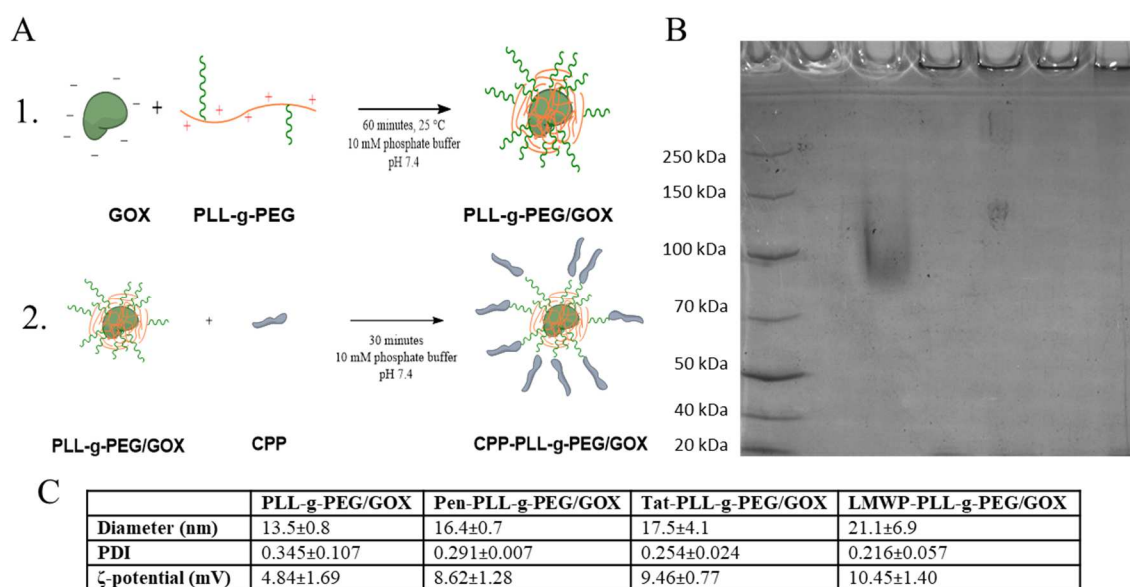 A
1.
+
60 minutes, 25 °C
10 mM phosphate buffer
pH 7.4
GOX
PLL-g-PEG
PLL-g-PEG/GOX
2.
+
30 minutes
10 mM phosphate buffer
pH 7.4
PLL-g-PEG/GOX
CPP
CPP-PLL-g-PEG/GOX
B
250 kDa
150 kDa
100 kDa
70 kDa
50 kDa
40 kDa
20 kDa
C
PLL-g-PEG/GOX Pen-PLL-g-PEG/GOX Tat-PLL-g-PEG/GOX LMWP-PLL-g-PEG/GOX
Diameter (nm) 13.5±0.8 16.4±0.7 17.5±4.1 21.1±6.9
PDI 0.345±0.107 0.291±0.007 0.254±0.024 0.216±0.057
ζ-potential (mV) 4.84±1.69 8.62±1.28 9.46±0.77 10.45±1.40